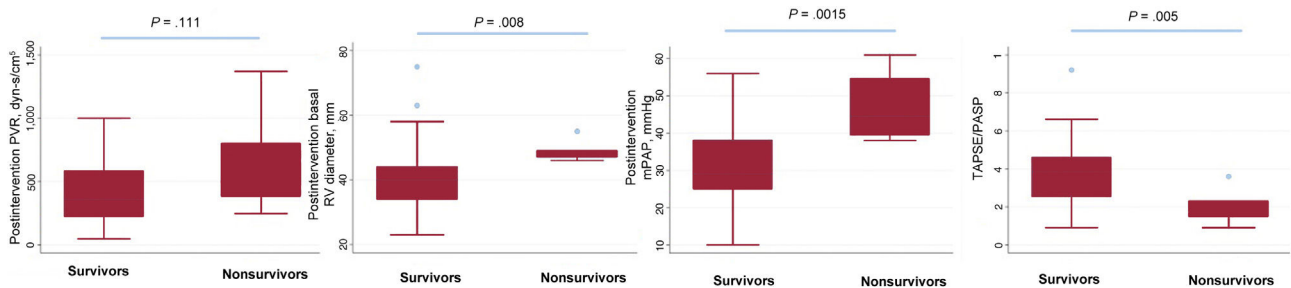 P = .111
Postintervention PVR, dyn-s/cm⁵
1,500
1,000
500
0
Survivors
Nonsurvivors
P = .008
Postintervention basal
RV diameter, mm
80
60
40
20
Survivors
Nonsurvivors
P = .0015
Postintervention
mPAP, mmHg
60
50
40
30
20
10
Survivors
Nonsurvivors
P = .005
TAPSE/PASP
1
8
6
4
2
0
Survivors
Nonsurvivors